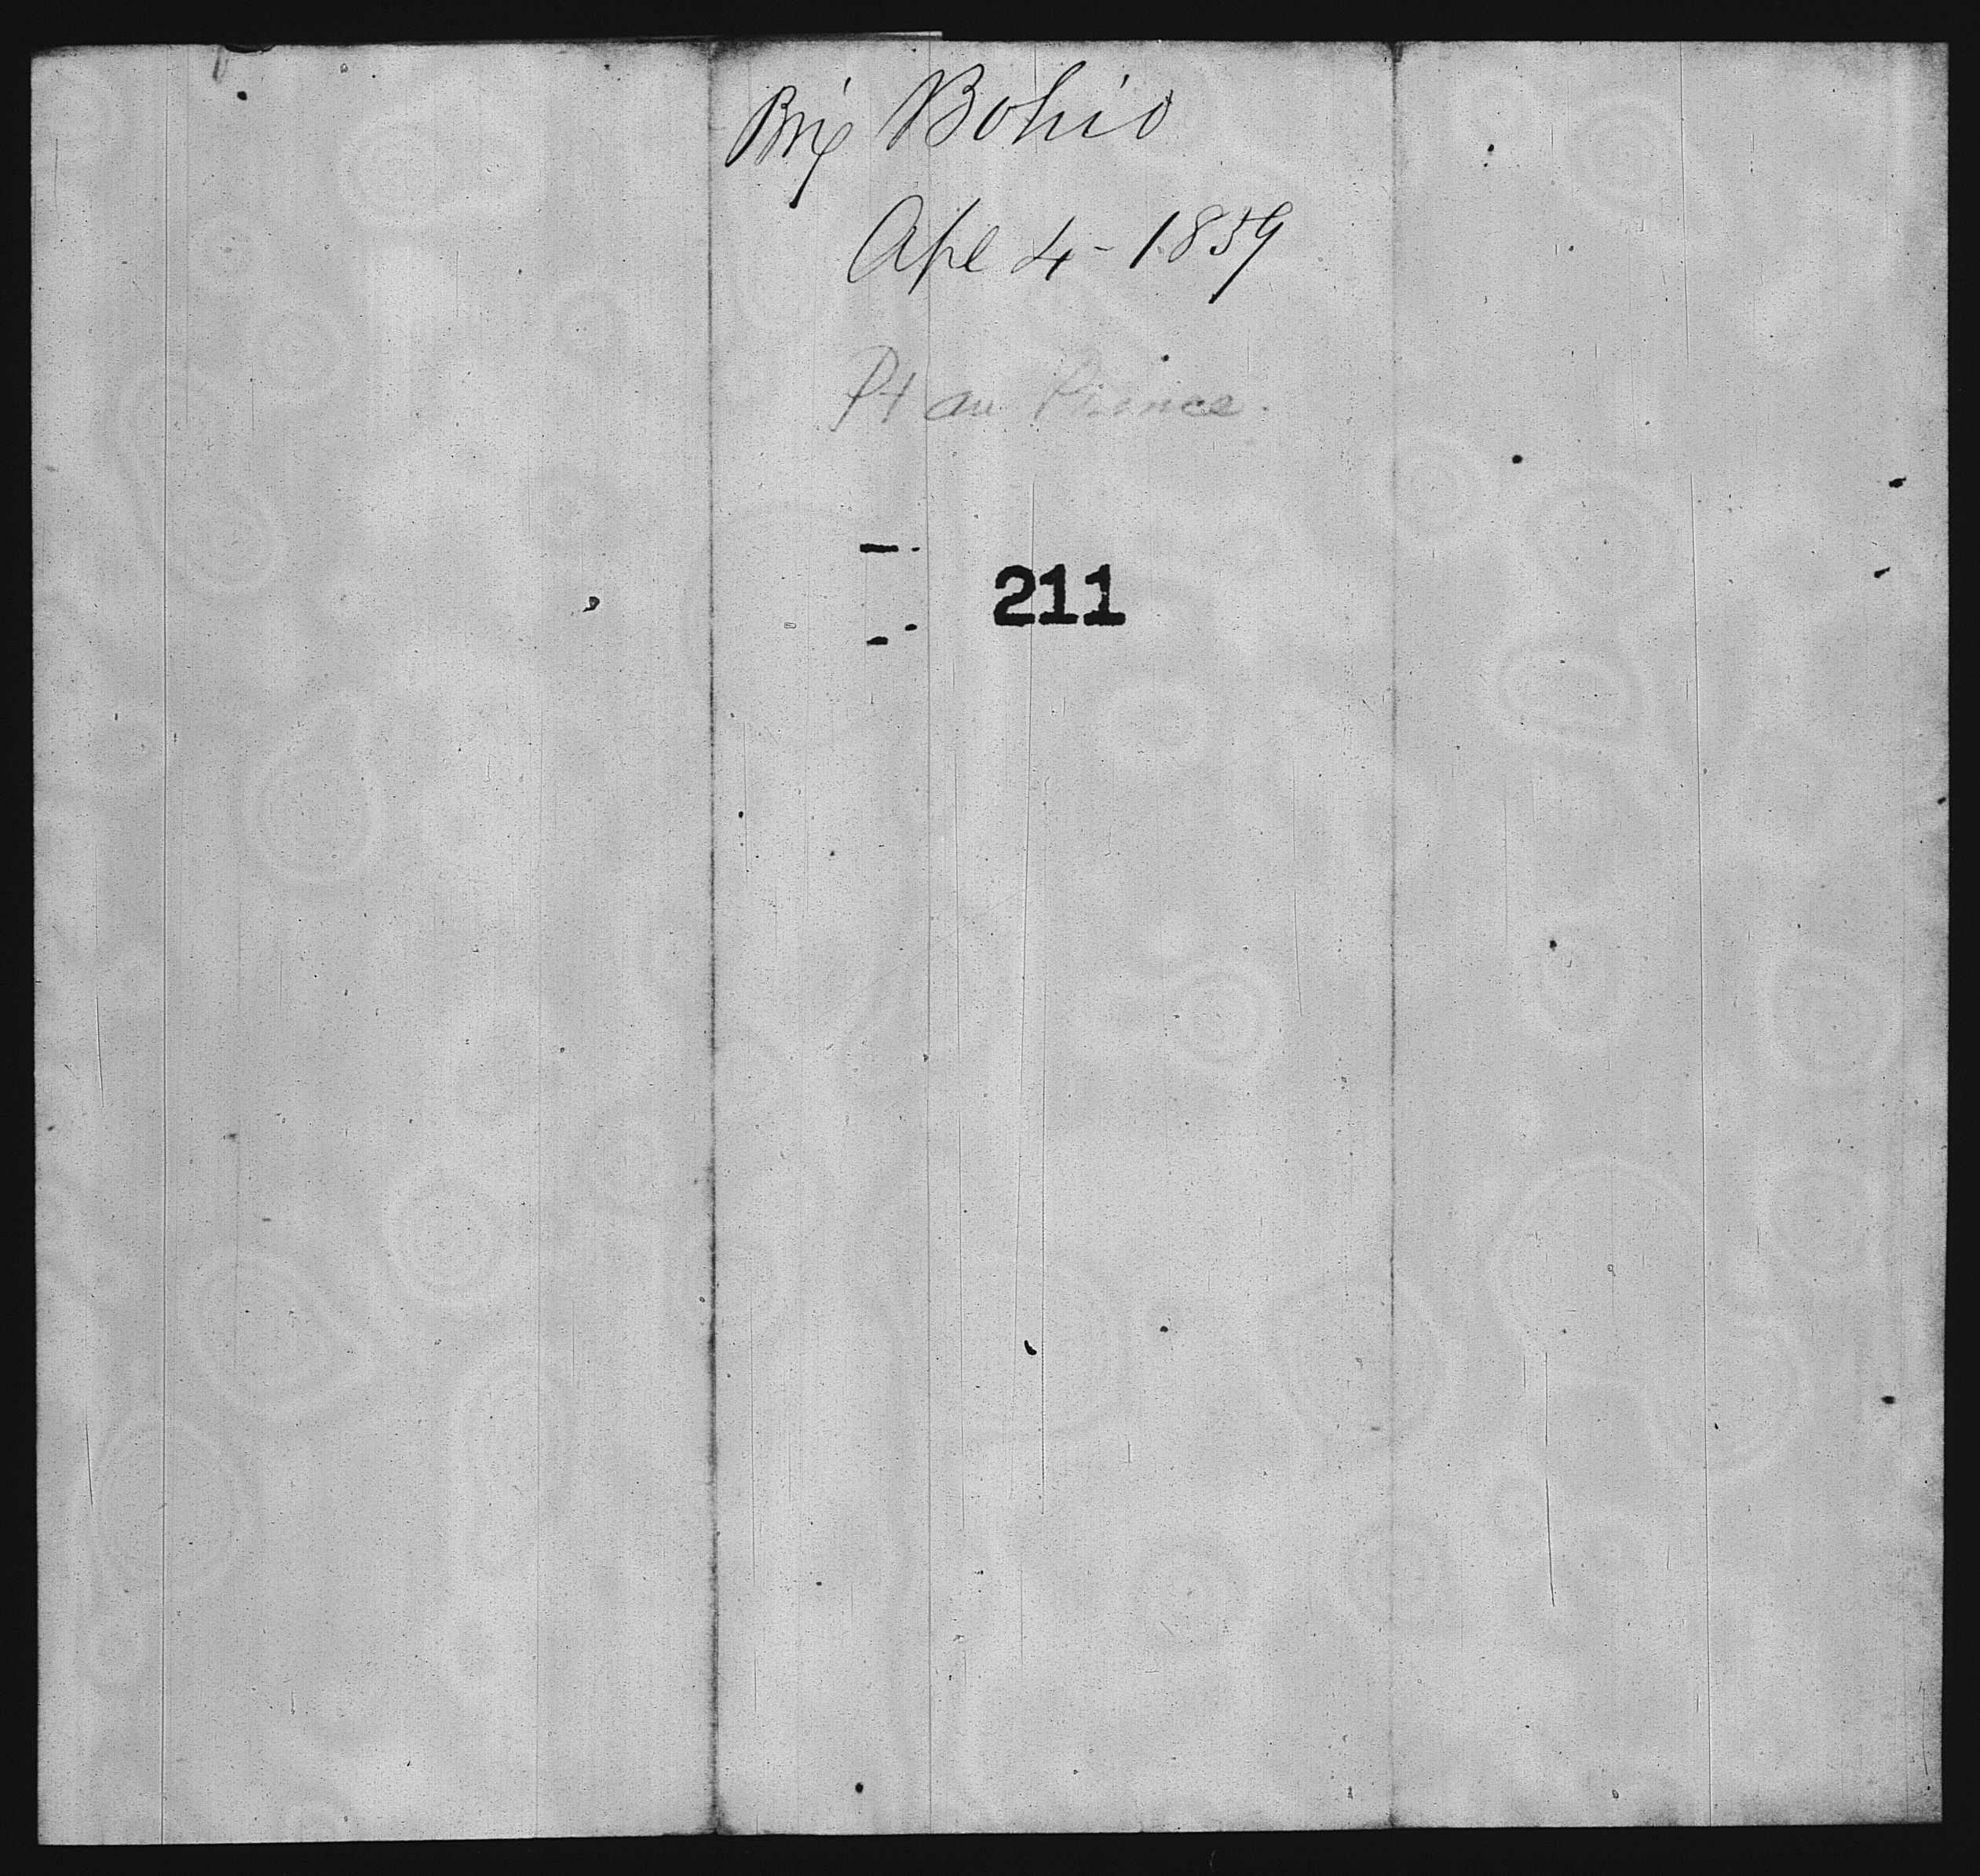 Brig Bohio
Apl 4 - 1859
Pt au Prince.
211